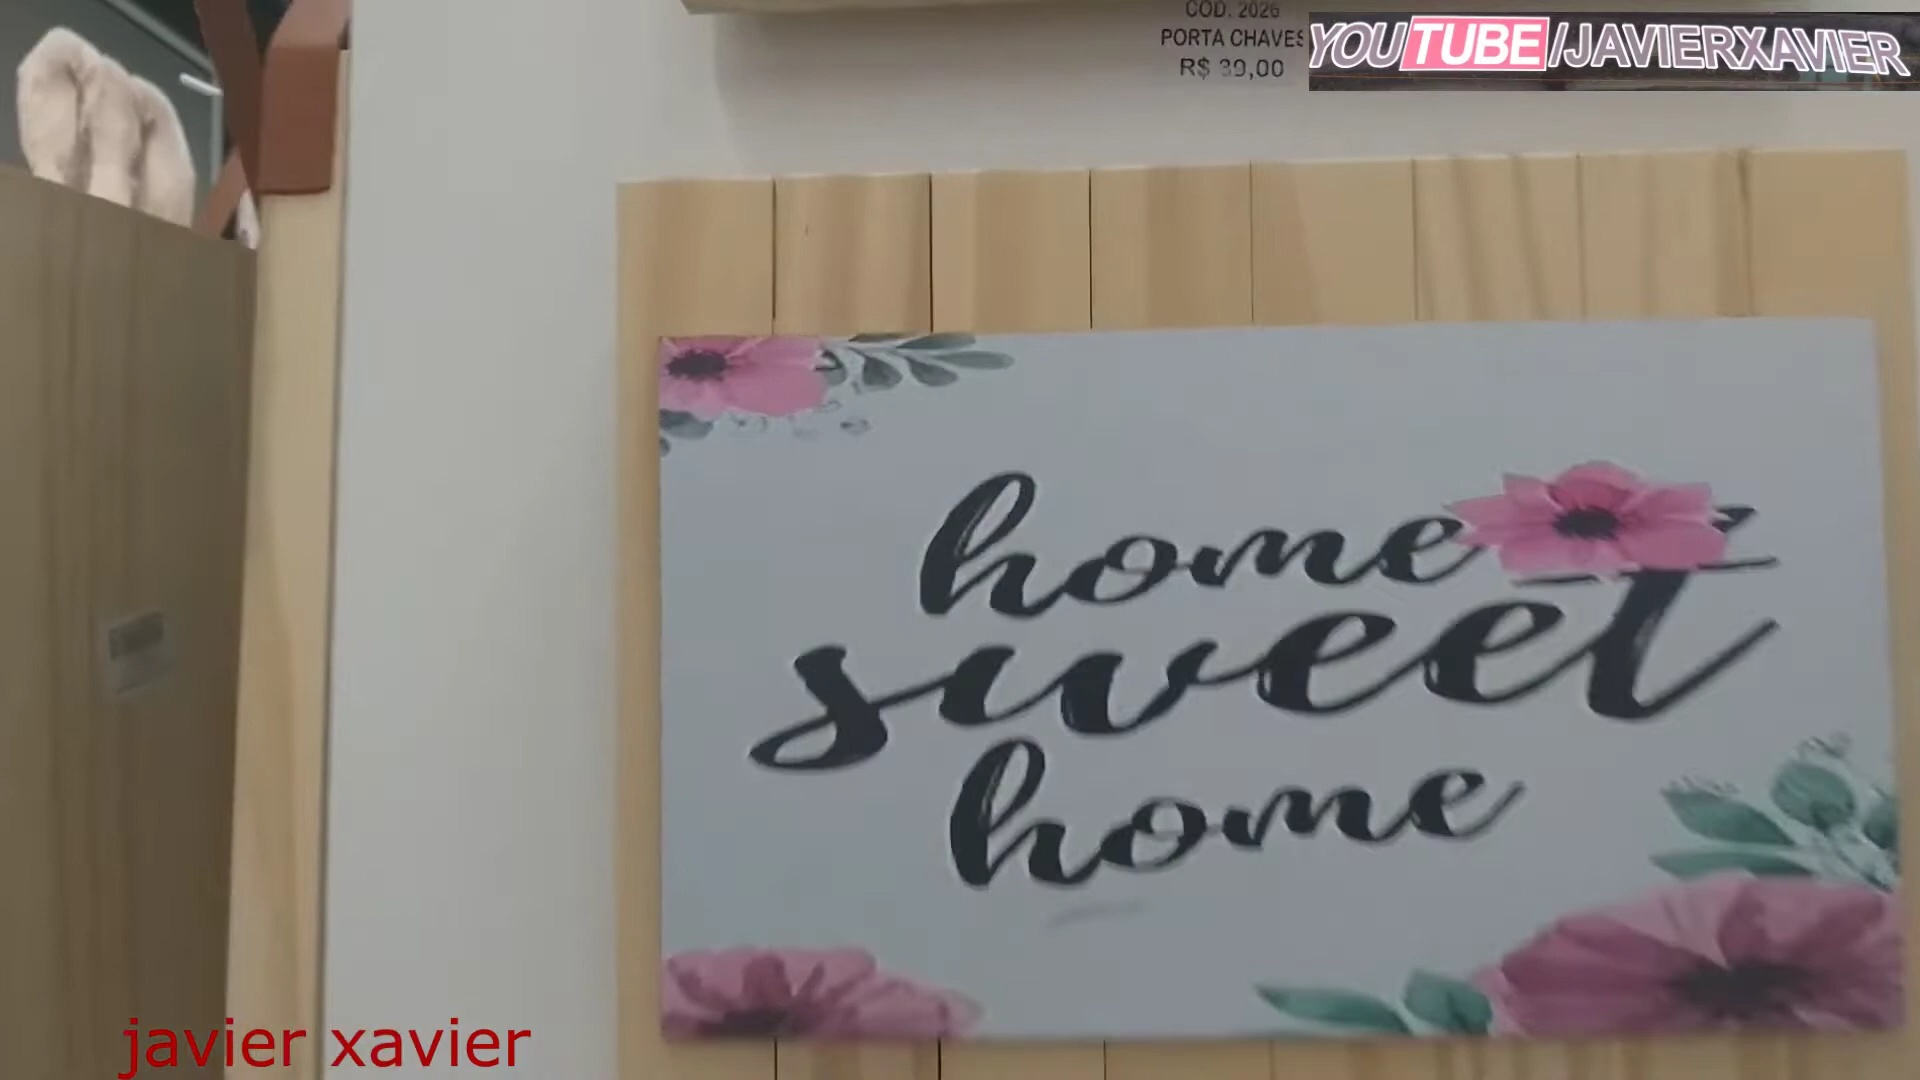 COD. 2026
PORTA CHAVES
R$ 39,00
YOUTUBE/JAVIERXAVIER
home
sweet
home
javier xavier